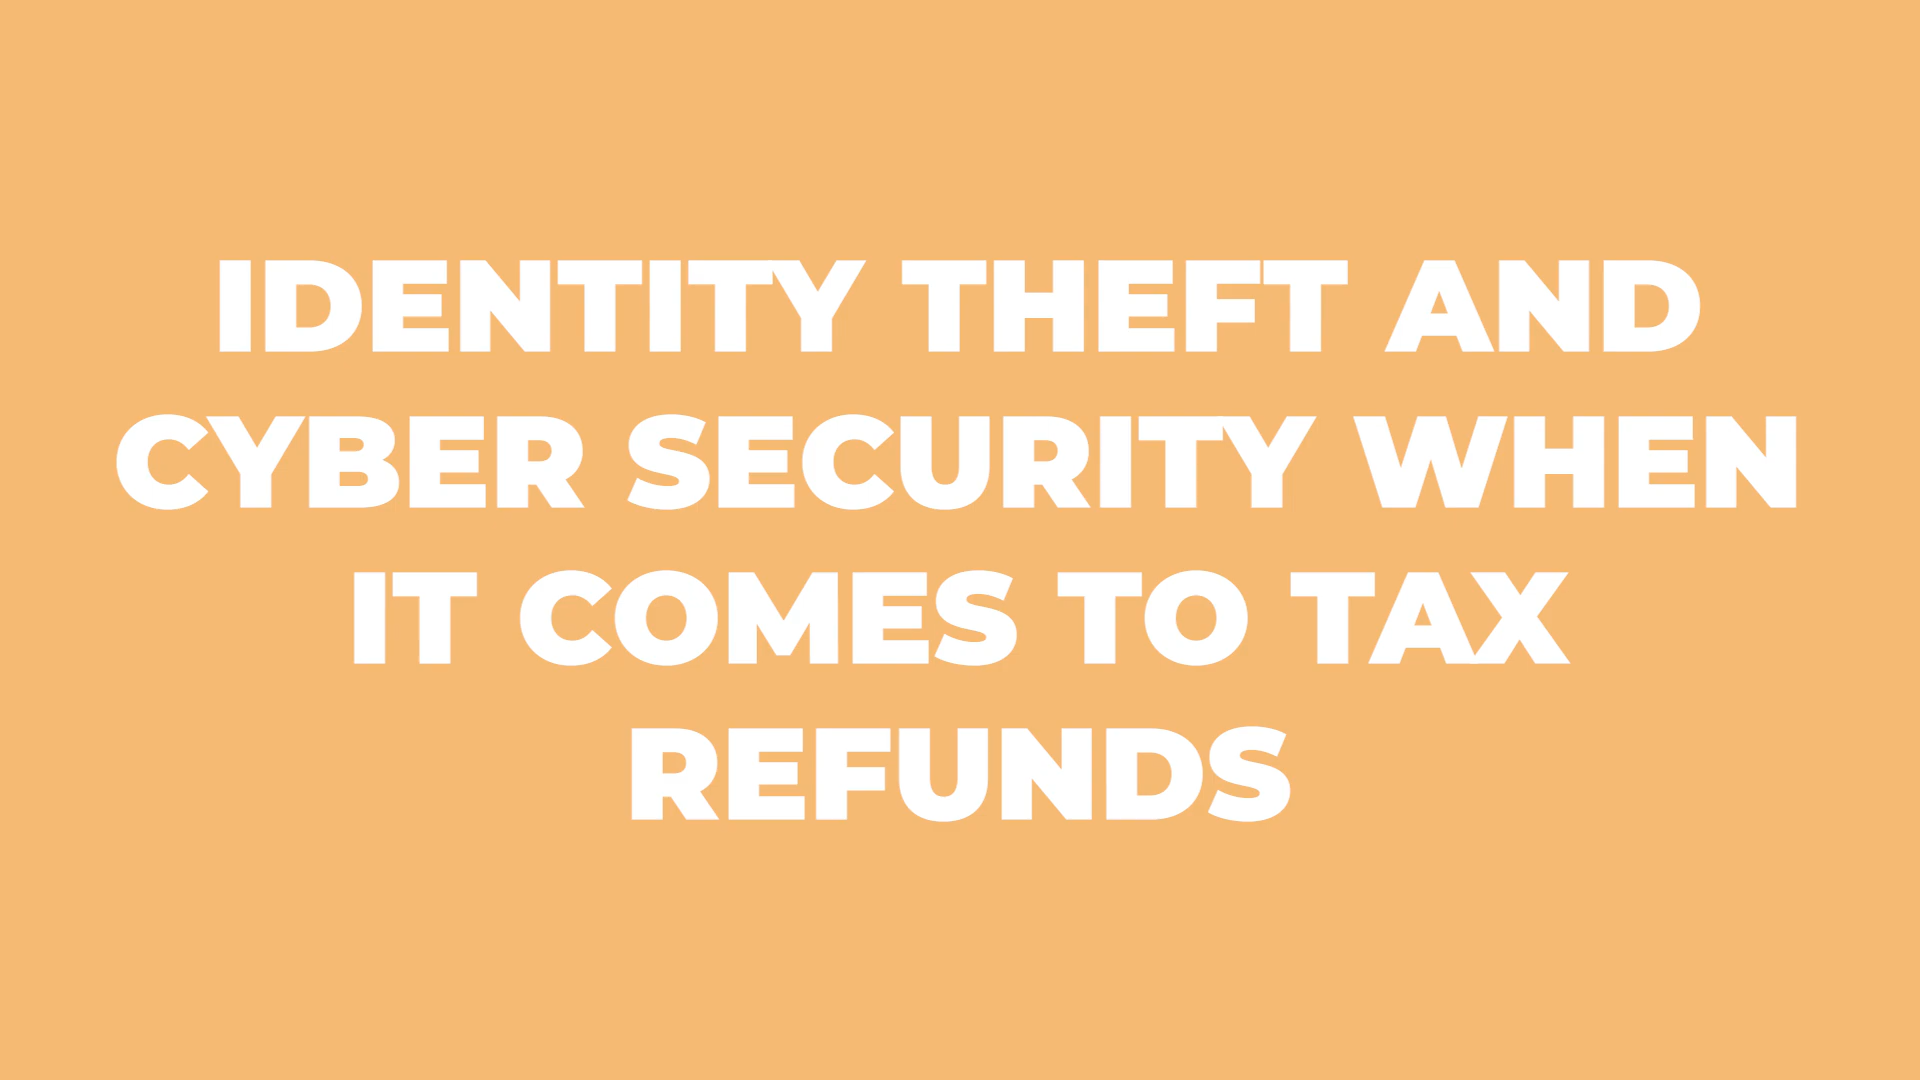 IDENTITY THEFT AND
CYBER SECURITY WHEN
IT COMES TO TAX
REFUNDS